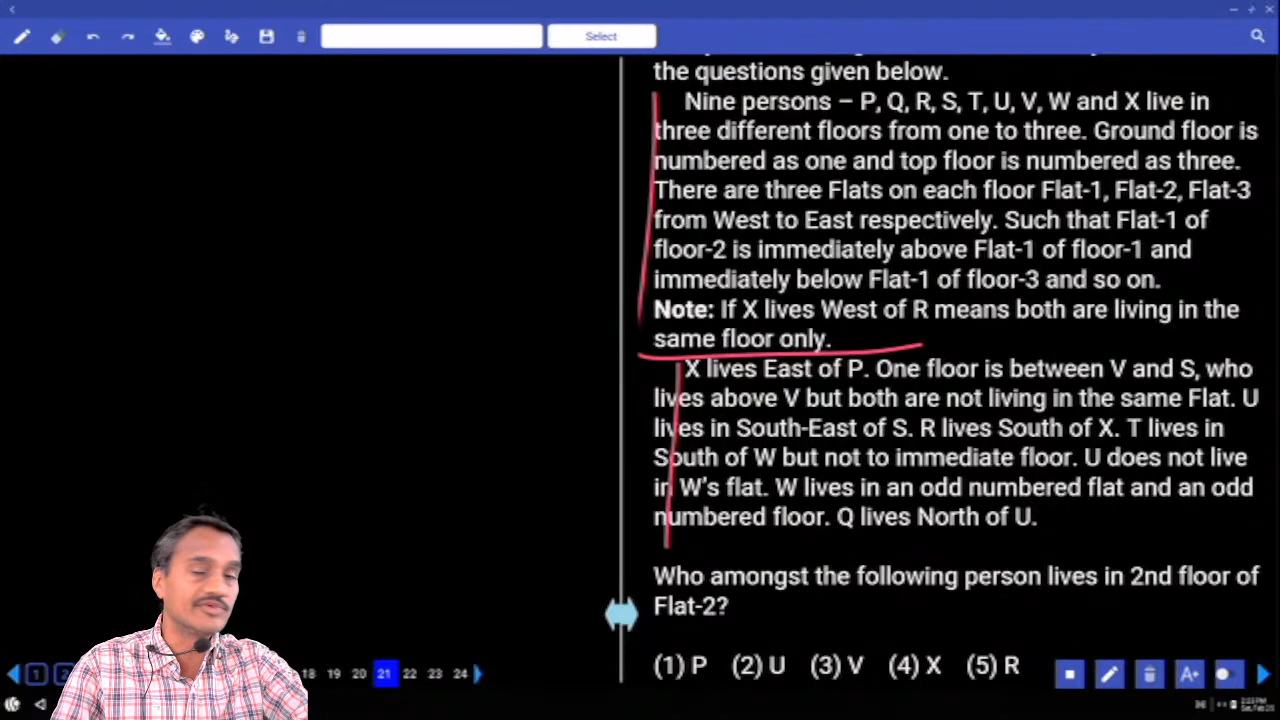 Select
the questions given below.
Nine persons – P, Q, R, S, T, U, V, W and X live in
three different floors from one to three. Ground floor is
numbered as one and top floor is numbered as three.
There are three Flats on each floor Flat-1, Flat-2, Flat-3
from West to East respectively. Such that Flat-1 of
floor-2 is immediately above Flat-1 of floor-1 and
immediately below Flat-1 of floor-3 and so on.
Note: If X lives West of R means both are living in the
same floor only.
X lives East of P. One floor is between V and S, who
lives above V but both are not living in the same Flat. U
lives in South-East of S. R lives South of X. T lives in
South of W but not to immediate floor. U does not live
in W's flat. W lives in an odd numbered flat and an odd
numbered floor. Q lives North of U.
Who amongst the following person lives in 2nd floor of
Flat-2?
(1) P (2) U (3) V (4) X (5) R
1 2 18 19 20 21 22 23 24
A+